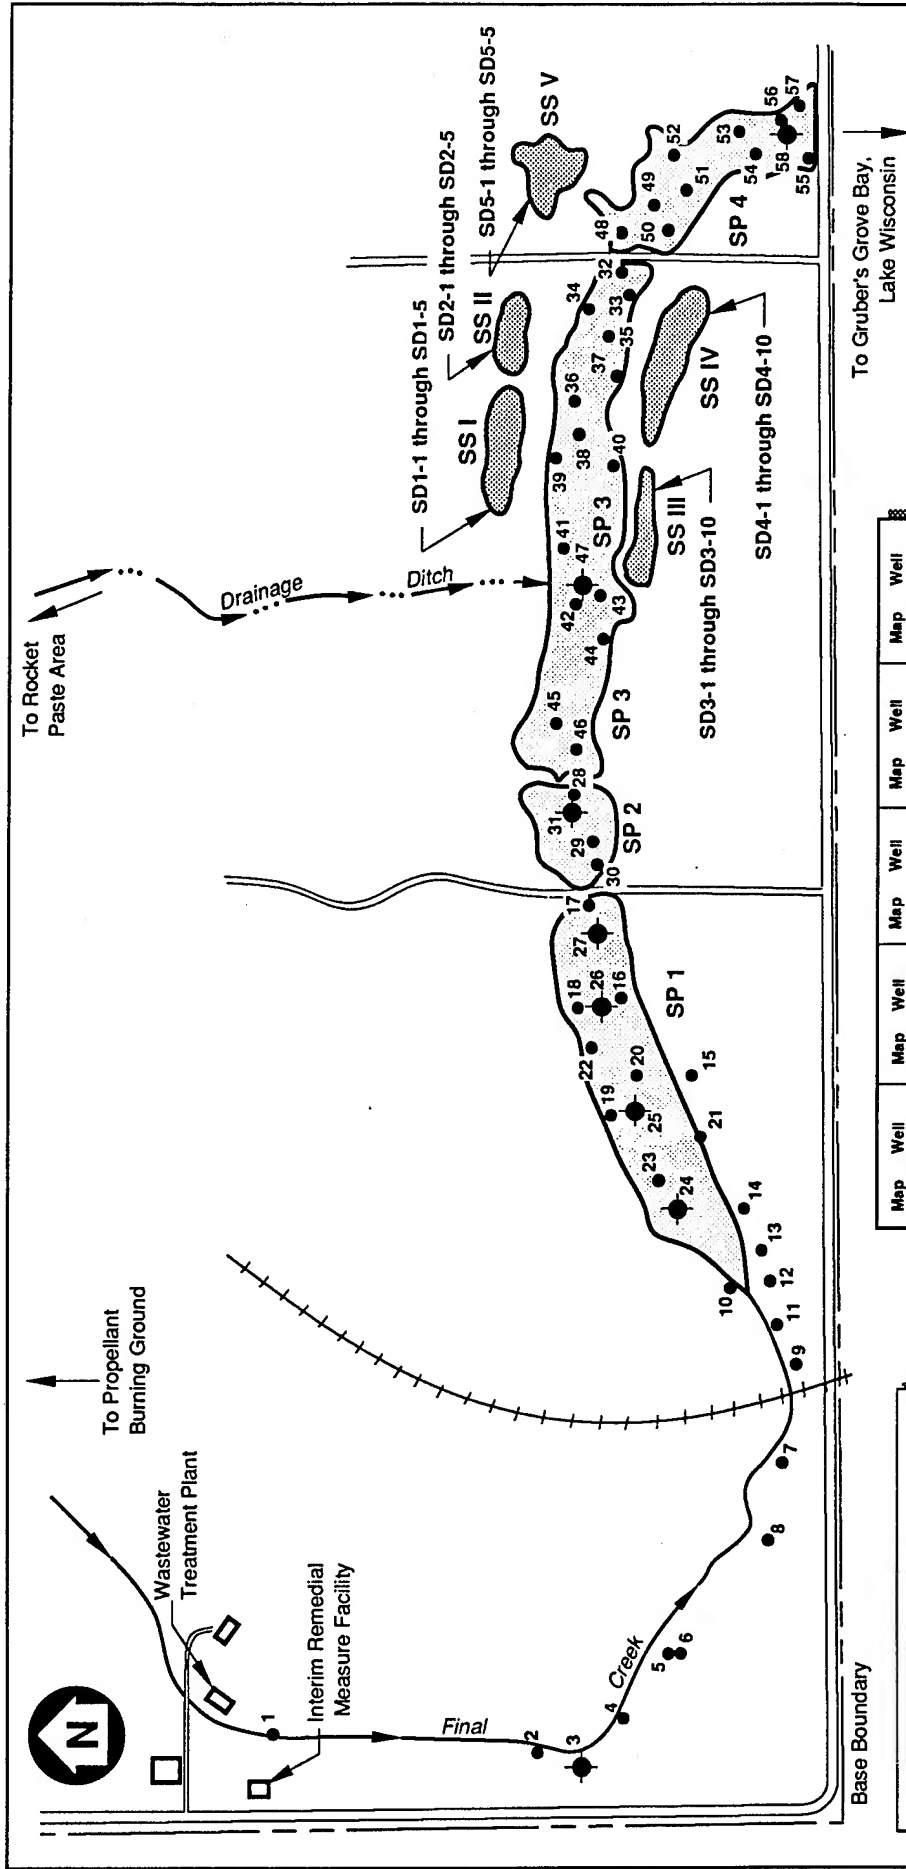 N
To Propellant
Burning Ground
To Rocket
Paste Area
Wastewater
Treatment Plant
Interim Remedial
Measure Facility
Final
Creek
Drainage
Ditch
SD1-1 through SD1-5
SD2-1 through SD2-5
SD5-1 through SD5-5
SS I
SS II
SS V
SS III
SS IV
SD3-1 through SD3-10
SD4-1 through SD4-10
SP 1
SP 2
SP 3
SP 3
SP 4
1
2
3
4
5
6
7
8
9
10
11
12
13
14
15
16
17
18
19
20
21
22
23
24
25
26
27
28
29
30
31
32
33
34
35
36
37
38
39
40
41
42
43
44
45
46
47
48
49
50
51
52
53
54
55
56
57
58
Base Boundary
To Gruber's Grove Bay,
Lake Wisconsin
Map Well Map Well Map Well Map Well Map Well